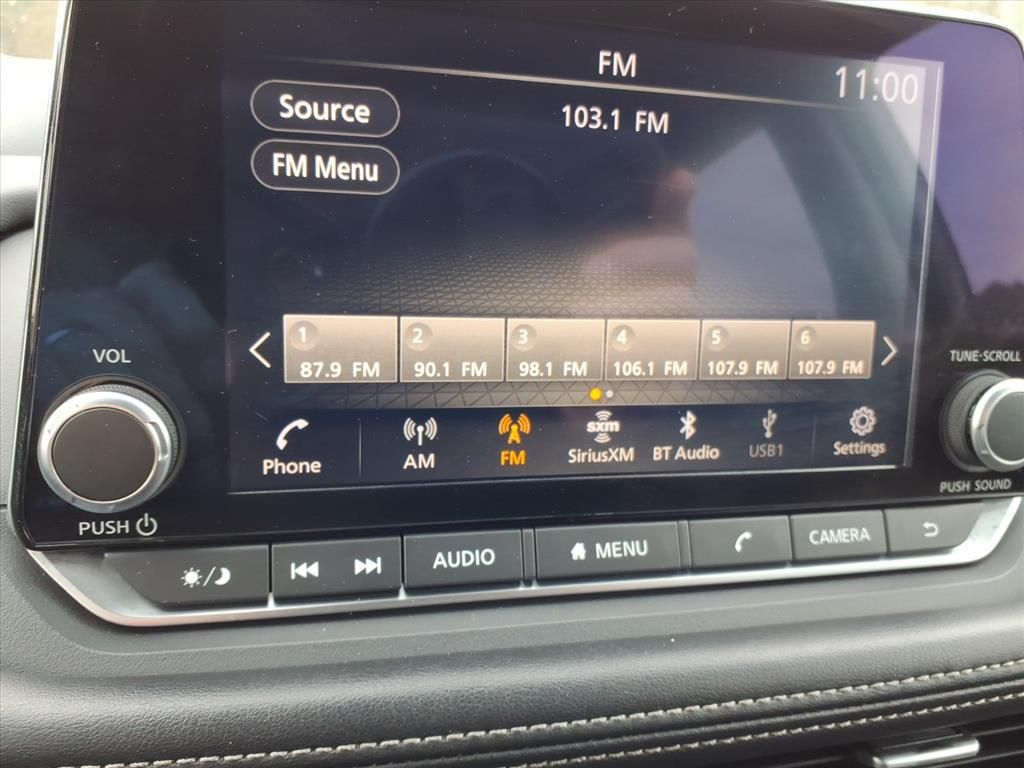 FM
11:00
Source
103.1 FM
FM Menu
1 2 3 4 5 6
87.9 FM 90.1 FM 98.1 FM 106.1 FM 107.9 FM 107.9 FM
VOL
TUNE·SCROLL
Phone AM FM sxm SiriusXM BT Audio USB1 Settings
PUSH
PUSH SOUND
AUDIO MENU CAMERA